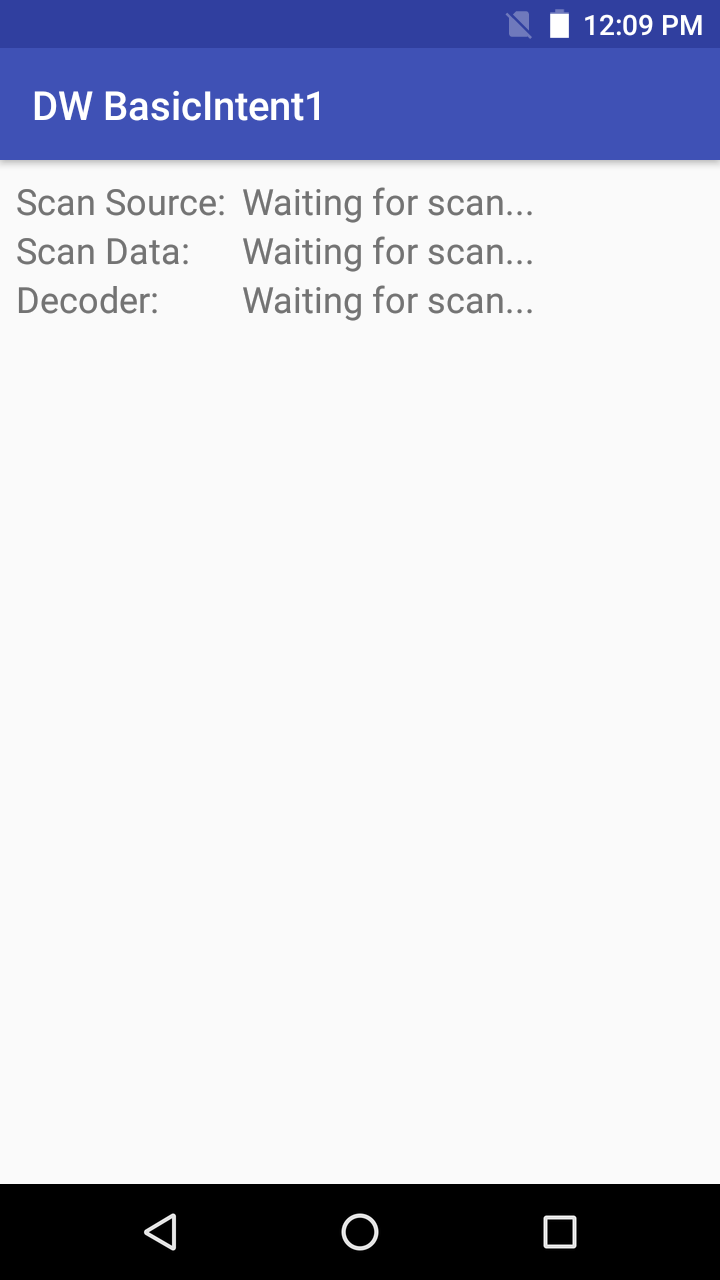 12:09 PM
DW BasicIntent1
Scan Source: Waiting for scan...
Scan Data: Waiting for scan...
Decoder: Waiting for scan...